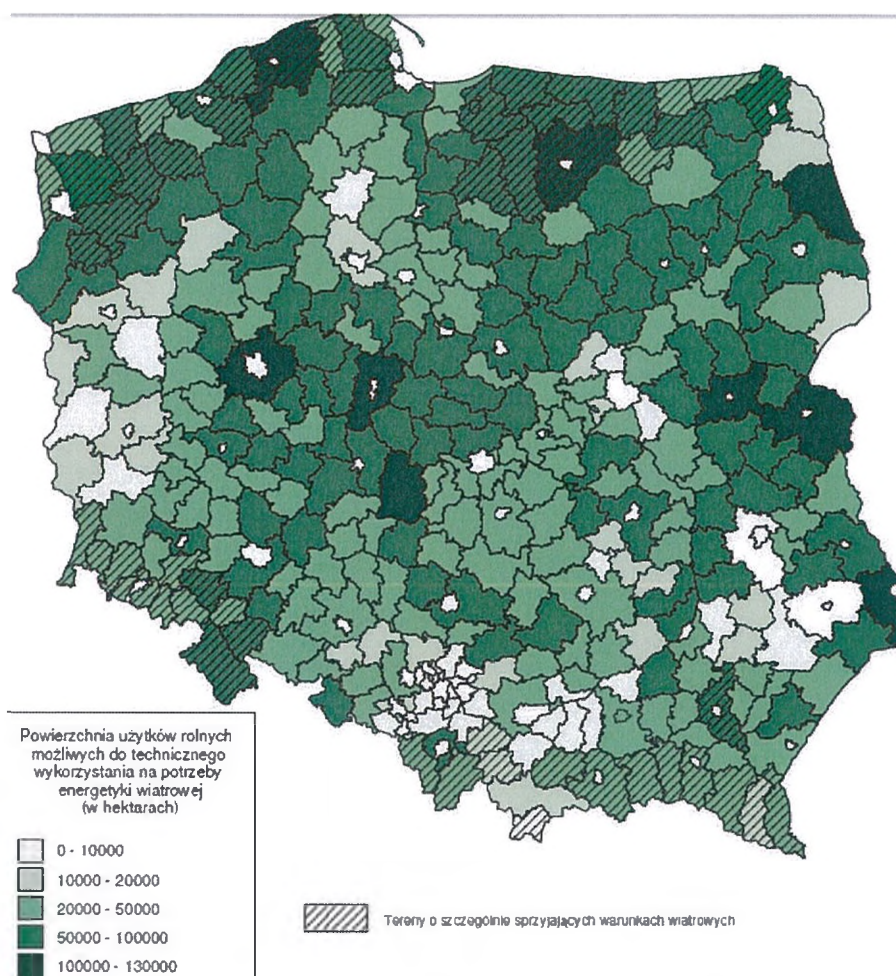 Powierzchnia użytków rolnych
możliwych do technicznego
wykorzystania na potrzeby
energetyki wiatrowej
(w hektarach)
0 - 10000
10000 - 20000
20000 - 50000
50000 - 100000
100000 - 130000
Tereny o szczególnie sprzyjających warunkach wiatrowych